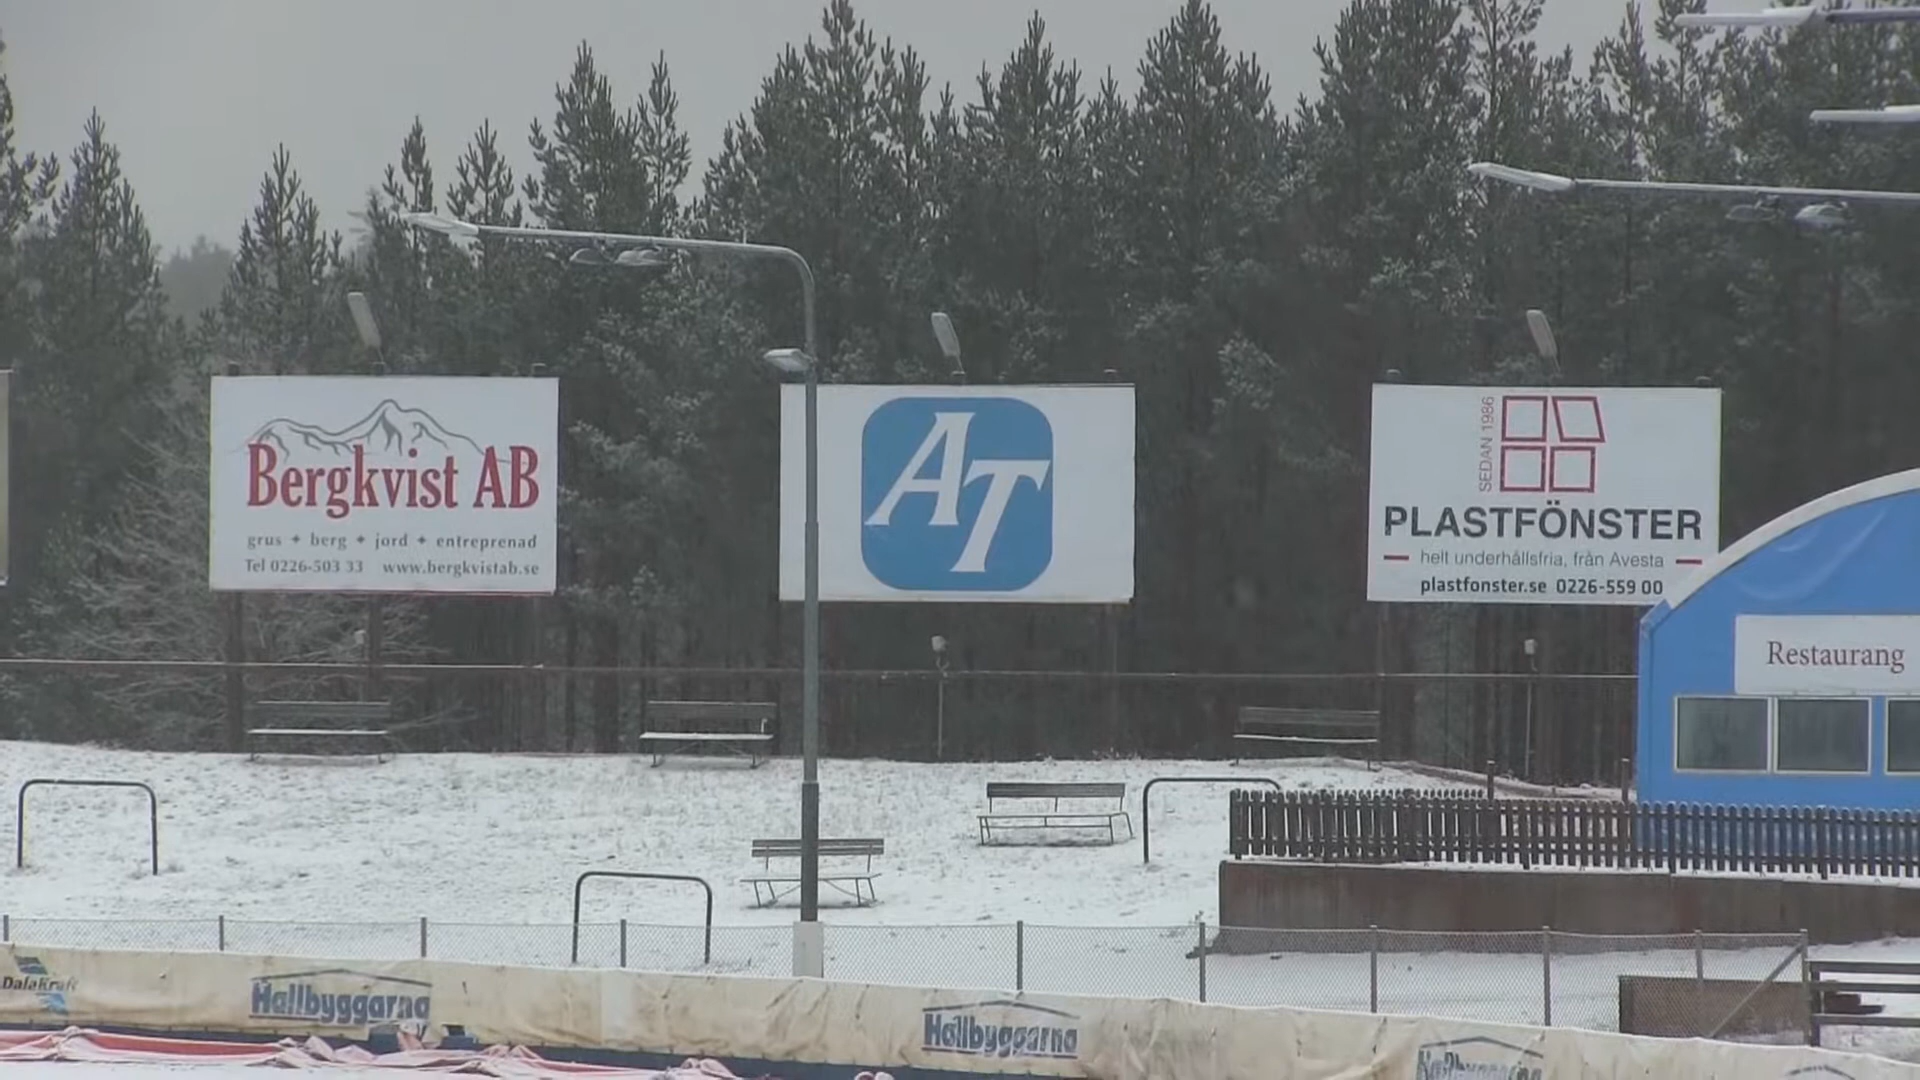 Bergkvist AB
grus + berg + jord + entreprenad
Tel 0226-503 33 www.bergkvistab.se
AT
SEDAN 1986
PLASTFÖNSTER
helt underhållsfria, från Avesta
plastfonster.se 0226-559 00
Restaurang
DalaKraft
Hallbyggarna
Hallbyggarna
Hallbyggarna